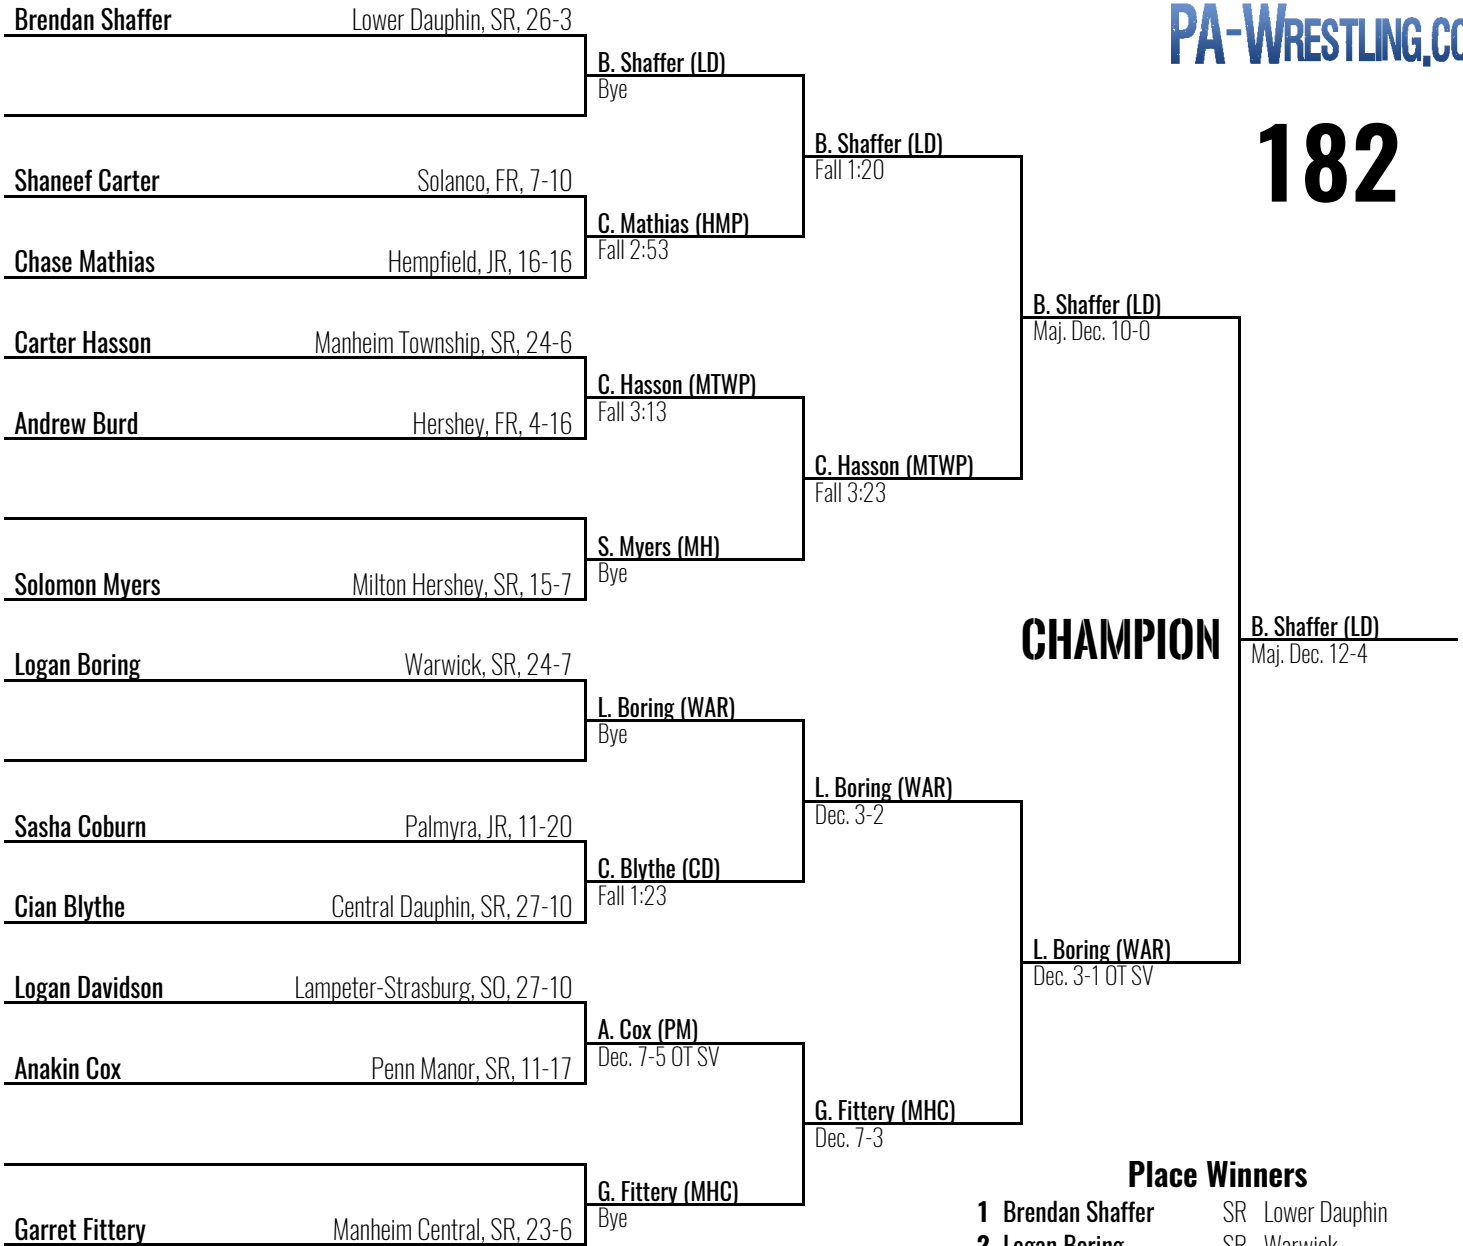 PA-WRESTLING.CO
182
Brendan Shaffer Lower Dauphin, SR, 26-3
B. Shaffer (LD)
Bye
B. Shaffer (LD)
Fall 1:20
Shaneef Carter Solanco, FR, 7-10
C. Mathias (HMP)
Fall 2:53
Chase Mathias Hempfield, JR, 16-16
B. Shaffer (LD)
Maj. Dec. 10-0
Carter Hasson Manheim Township, SR, 24-6
C. Hasson (MTWP)
Fall 3:13
Andrew Burd Hershey, FR, 4-16
C. Hasson (MTWP)
Fall 3:23
S. Myers (MH)
Bye
Solomon Myers Milton Hershey, SR, 15-7
CHAMPION
B. Shaffer (LD)
Maj. Dec. 12-4
Logan Boring Warwick, SR, 24-7
L. Boring (WAR)
Bye
L. Boring (WAR)
Dec. 3-2
Sasha Coburn Palmyra, JR, 11-20
C. Blythe (CD)
Fall 1:23
Cian Blythe Central Dauphin, SR, 27-10
L. Boring (WAR)
Dec. 3-1 OT SV
Logan Davidson Lampeter-Strasburg, SO, 27-10
A. Cox (PM)
Dec. 7-5 OT SV
Anakin Cox Penn Manor, SR, 11-17
G. Fittery (MHC)
Dec. 7-3
G. Fittery (MHC)
Bye
Garret Fittery Manheim Central, SR, 23-6
Place Winners
1 Brendan Shaffer SR Lower Dauphin
2 Logan Boring SR Warwick